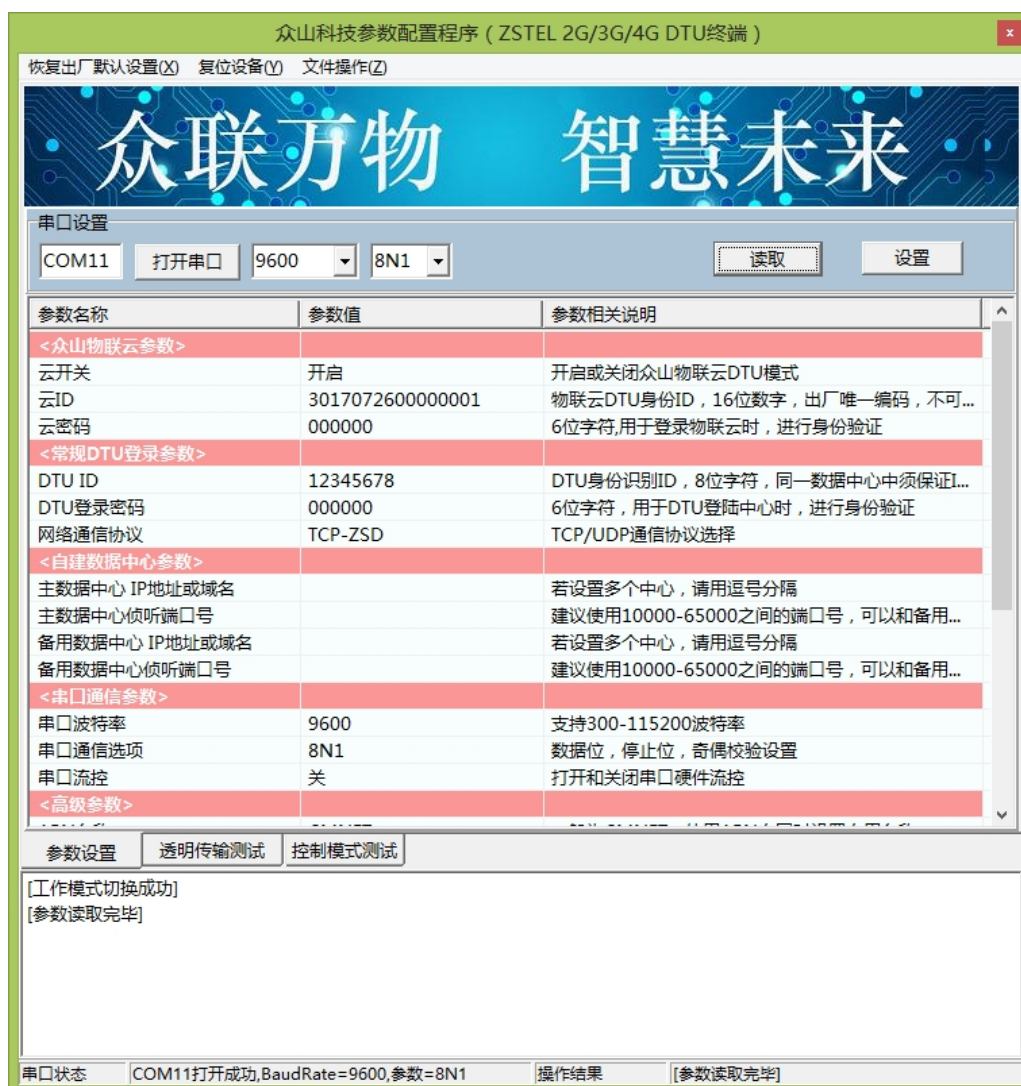 众山科技参数配置程序（ZSTEL 2G/3G/4G DTU终端）
x
恢复出厂默认设置(X) 复位设备(Y) 文件操作(Z)
众联万物 智慧未来
串口设置
COM11 打开串口 9600 8N1 读取 设置
参数名称 参数值 参数相关说明
<众山物联云参数>
云开关 开启 开启或关闭众山物联云DTU模式
云ID 3017072600000001 物联云DTU身份ID，16位数字，出厂唯一编码，不可...
云密码 000000 6位字符,用于登录物联云时，进行身份验证
<常规DTU登录参数>
DTU ID 12345678 DTU身份识别ID，8位字符，同一数据中心中须保证I...
DTU登录密码 000000 6位字符，用于DTU登陆中心时，进行身份验证
网络通信协议 TCP-ZSD TCP/UDP通信协议选择
<自建数据中心参数>
主数据中心 IP地址或域名 若设置多个中心，请用逗号分隔
主数据中心侦听端口号 建议使用10000-65000之间的端口号，可以和备用...
备用数据中心 IP地址或域名 若设置多个中心，请用逗号分隔
备用数据中心侦听端口号 建议使用10000-65000之间的端口号，可以和备用...
<串口通信参数>
串口波特率 9600 支持300-115200波特率
串口通信选项 8N1 数据位，停止位，奇偶校验设置
串口流控 关 打开和关闭串口硬件流控
<高级参数>
参数设置 透明传输测试 控制模式测试
[工作模式切换成功]
[参数读取完毕]
串口状态 COM11打开成功,BaudRate=9600,参数=8N1 操作结果 [参数读取完毕]